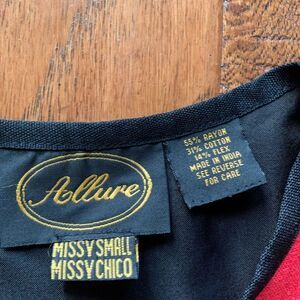 Allure
MISSY SMALL
MISSY CHICO
55% RAYON
31% COTTON
14% FLEX
MADE IN INDIA
SEE REVERSE
FOR CARE